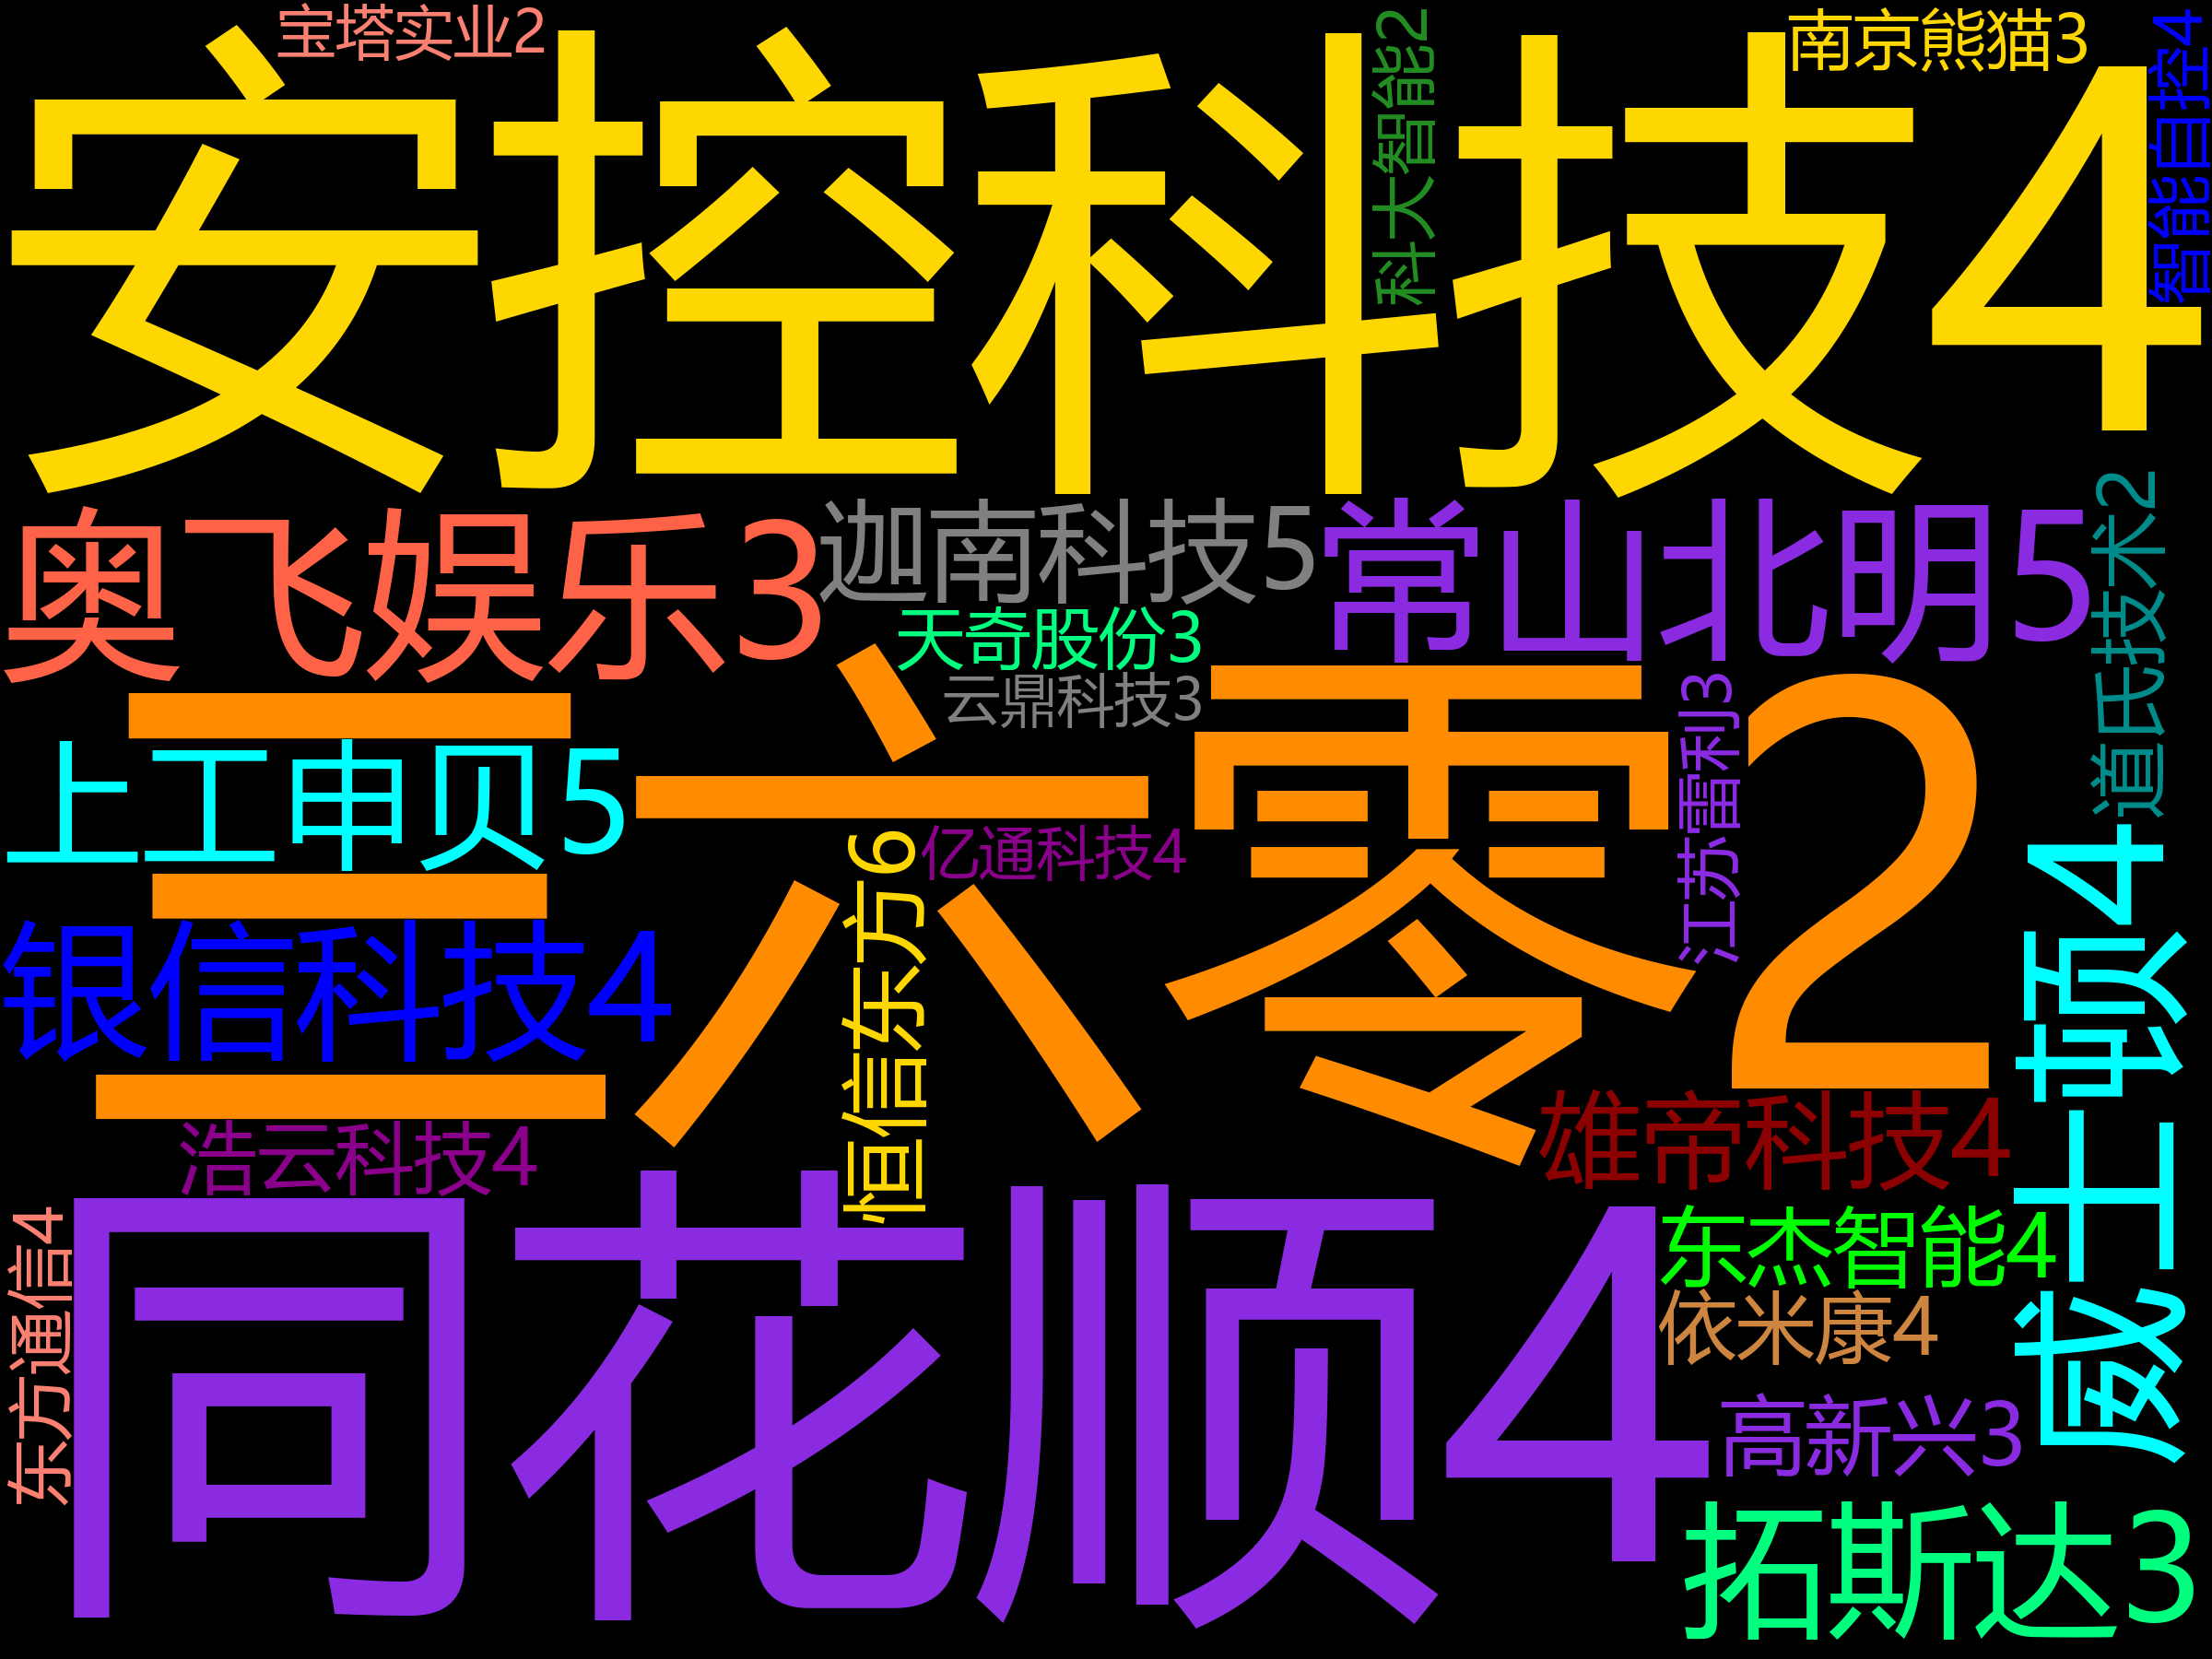 宝塔实业2
安控科技4
科大智能2
南京熊猫3
智能自控2
奥飞娱乐3
迦南科技5
常山北明5
天奇股份3
云鼎科技3
道氏技术2
三六零2
上工申贝5
江苏雷利3
亿通科技4
恒信东方6
银信科技4
威士顿4
浩云科技4
雄帝科技4
东方通信4
同花顺4
东杰智能4
依米康4
高新兴3
拓斯达3